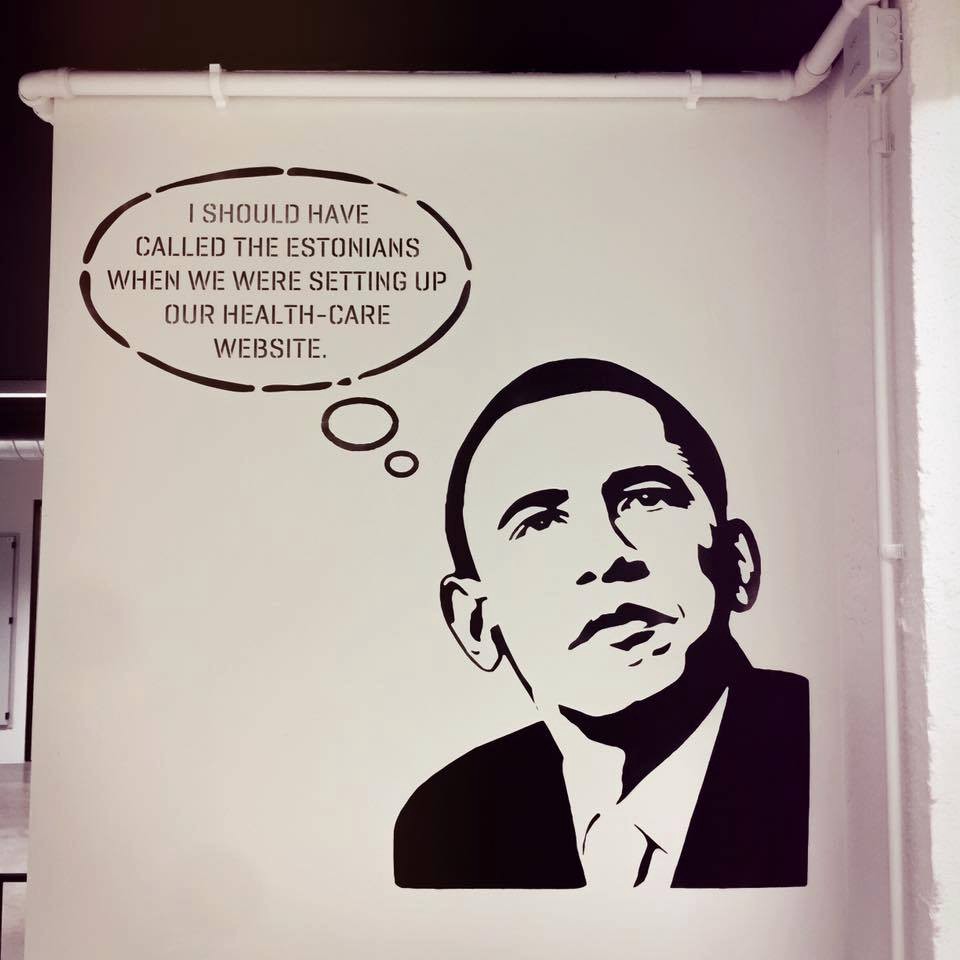 I SHOULD HAVE
CALLED THE ESTONIANS
WHEN WE WERE SETTING UP
OUR HEALTH-CARE
WEBSITE.